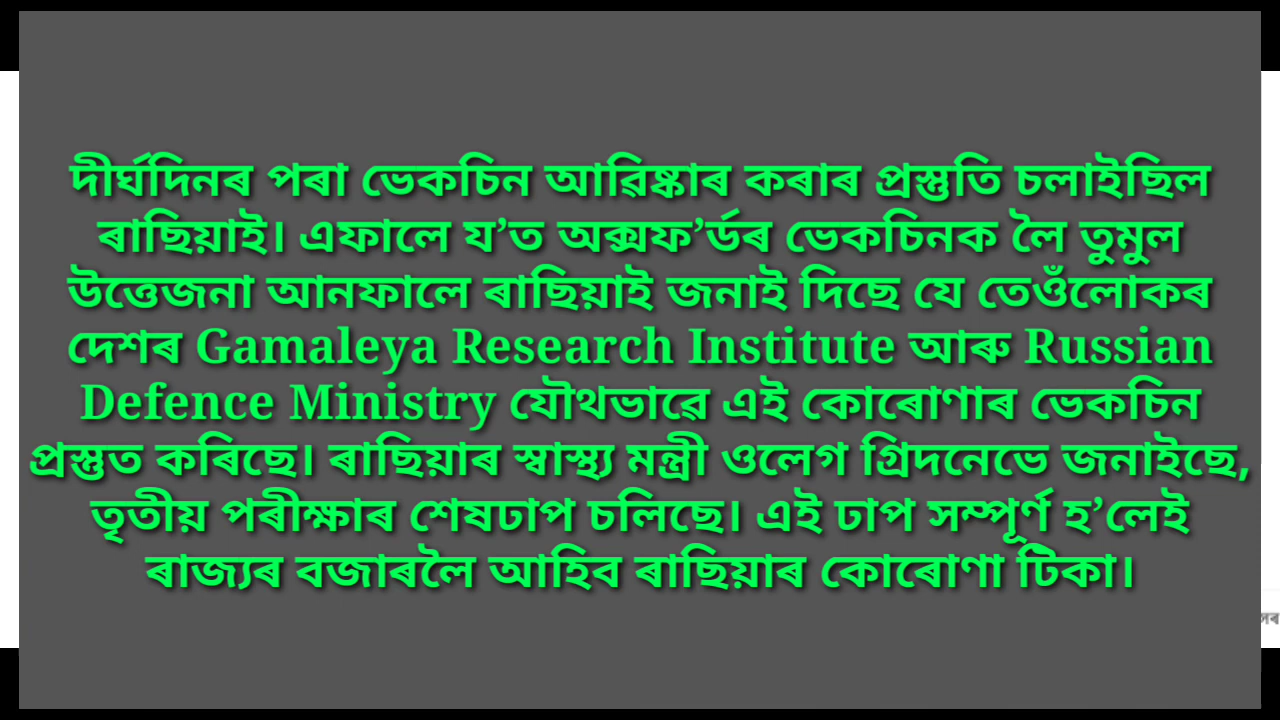 দীৰ্ঘদিনৰ পৰা ভেকচিন আৱিষ্কাৰ কৰাৰ প্ৰস্তুতি চলাইছিল
ৰাছিয়াই। এফালে য’ত অক্সফ’ৰ্ডৰ ভেকচিনক লৈ তুমুল
উত্তেজনা আনফালে ৰাছিয়াই জনাই দিছে যে তেওঁলোকৰ
দেশৰ Gamaleya Research Institute আৰু Russian
Defence Ministry যৌথভাৱে এই কোৰোণাৰ ভেকচিন
প্ৰস্তুত কৰিছে। ৰাছিয়াৰ স্বাস্থ্য মন্ত্ৰী ওলেগ গ্ৰিদনেভে জনাইছে,
তৃতীয় পৰীক্ষাৰ শেষঢাপ চলিছে। এই ঢাপ সম্পূৰ্ণ হ’লেই
ৰাজ্যৰ বজাৰলৈ আহিব ৰাছিয়াৰ কোৰোণা টিকা।